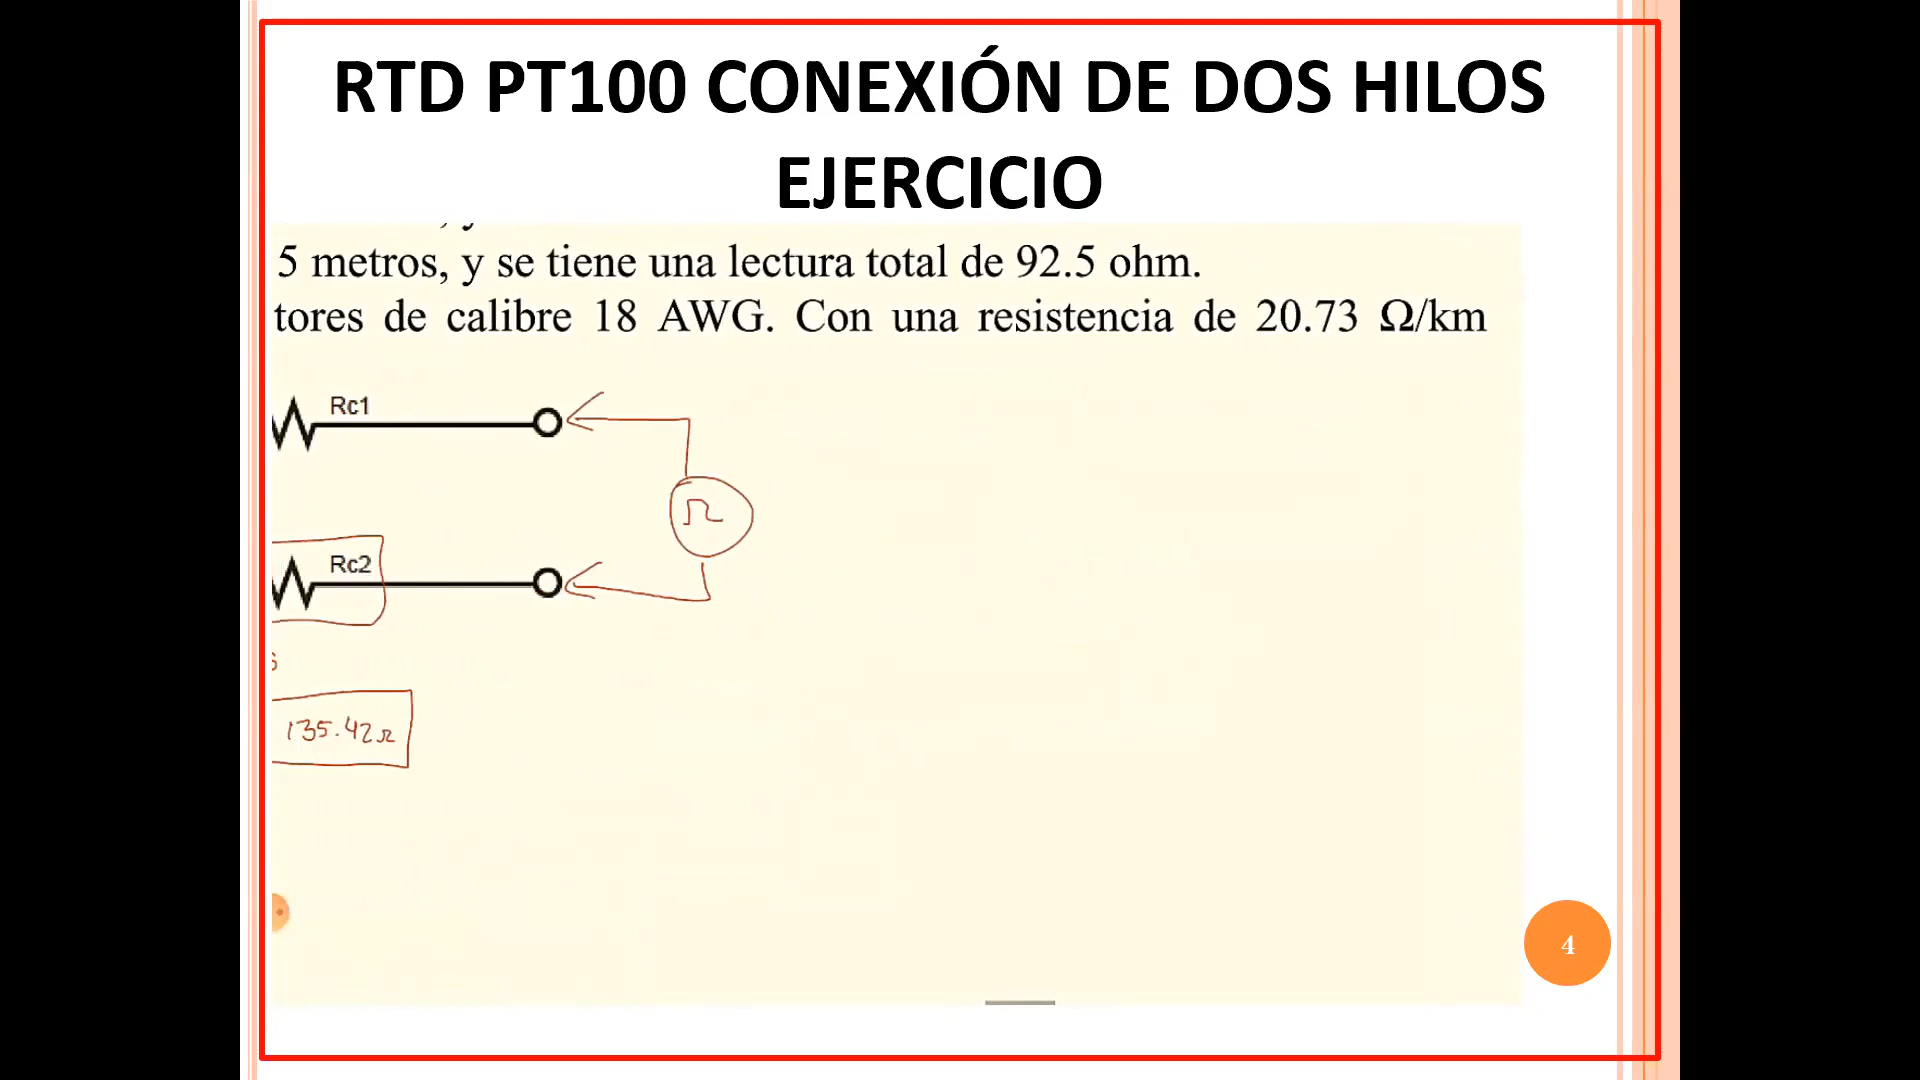 RTD PT100 CONEXIÓN DE DOS HILOS
EJERCICIO
5 metros, y se tiene una lectura total de 92.5 ohm.
tores de calibre 18 AWG. Con una resistencia de 20.73 Ω/km
Rc1
Ω
Rc2
135.42Ω
4